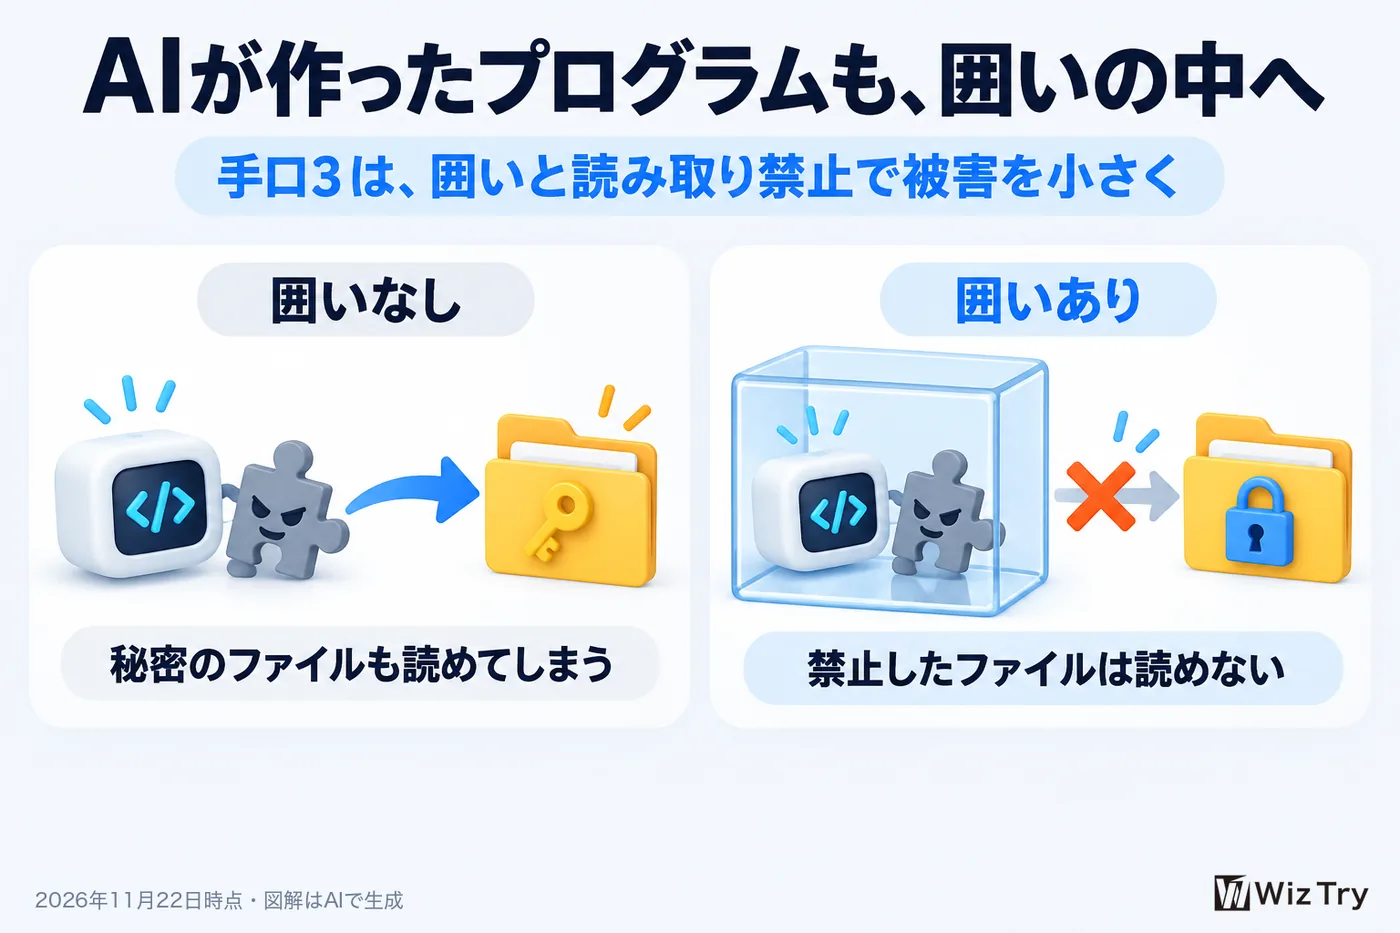 AIが作ったプログラムも、囲いの中へ
手口3は、囲いと読み取り禁止で被害を小さく
囲いなし
囲いあり
</>
</>
秘密のファイルも読めてしまう
禁止したファイルは読めない
2026年11月22日時点・図解はAIで生成
Wiz Try